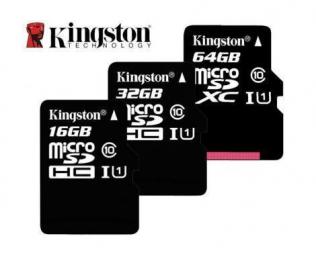 Kingston
TECHNOLOGY
Kingston
64GB
micro
SD 10
XC U1
Kingston
32GB
micro
SD 10
HC U1
Kingston
16GB
micro
SD 10
HC U1